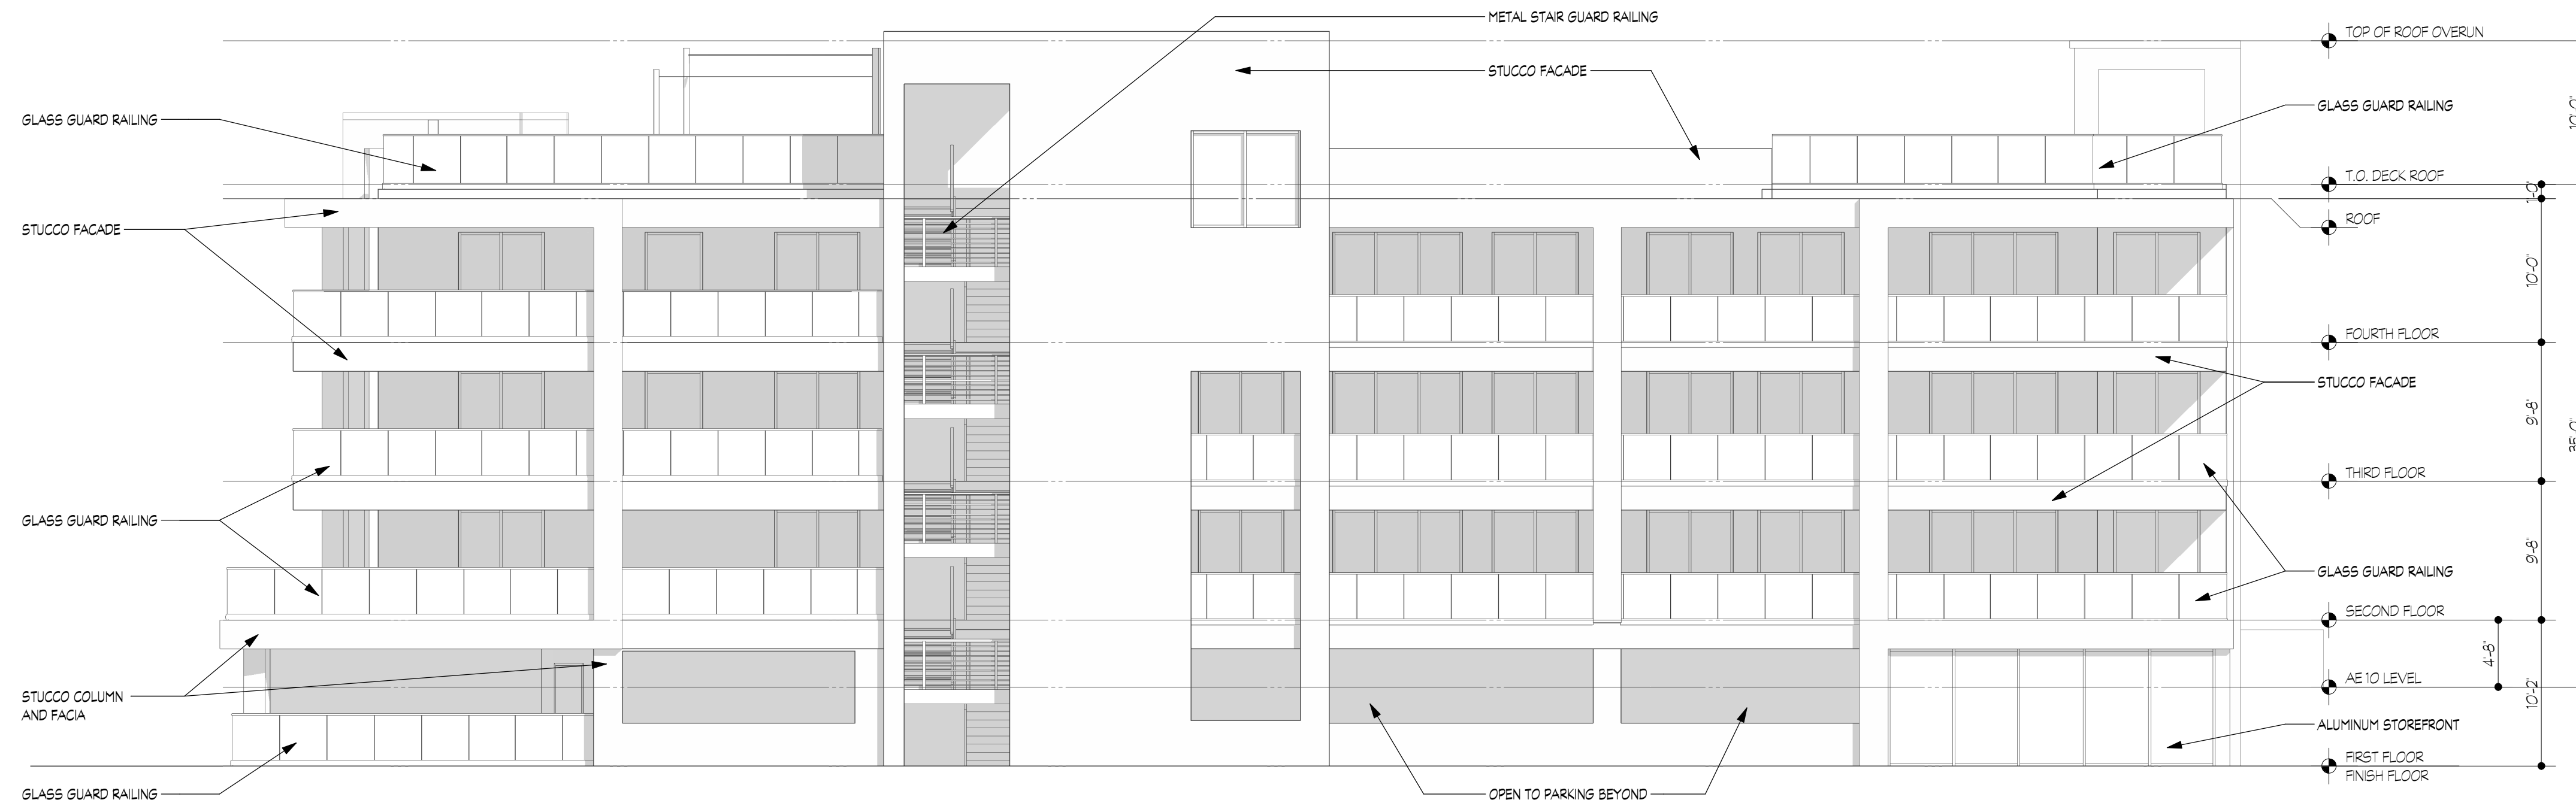 METAL STAIR GUARD RAILING
TOP OF ROOF OVERUN
STUCCO FACADE
GLASS GUARD RAILING
GLASS GUARD RAILING
10'-0"
T.O. DECK ROOF
1'-0"
ROOF
STUCCO FACADE
10'-0"
FOURTH FLOOR
STUCCO FACADE
9'-8"
35'-0"
THIRD FLOOR
GLASS GUARD RAILING
9'-8"
GLASS GUARD RAILING
SECOND FLOOR
4'-8"
AE 10 LEVEL
10'-2"
STUCCO COLUMN
AND FACIA
ALUMINUM STOREFRONT
FIRST FLOOR
FINISH FLOOR
GLASS GUARD RAILING
OPEN TO PARKING BEYOND